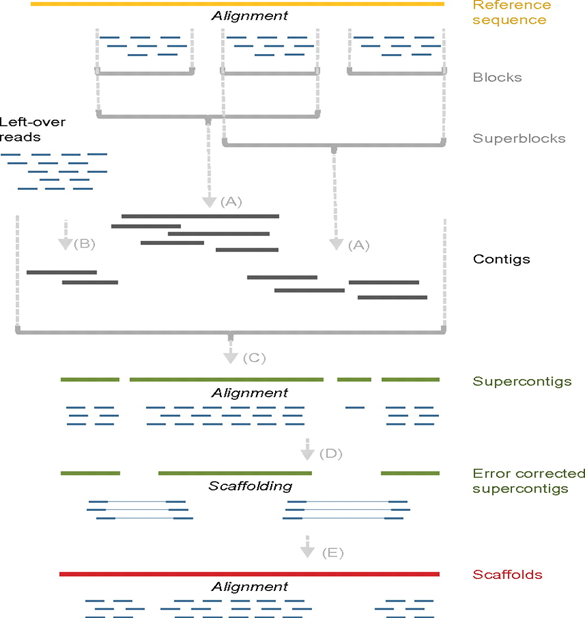 Alignment
Reference
sequence
Blocks
Superblocks
Left-over
reads
(A)
(B)
(A)
Contigs
(C)
Supercontigs
Alignment
(D)
Error corrected
supercontigs
Scaffolding
(E)
Scaffolds
Alignment